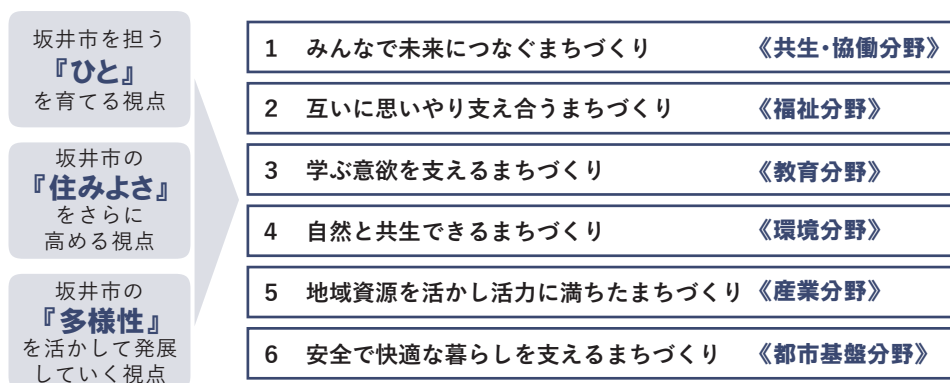 坂井市を担う
『ひと』
を育てる視点
坂井市の
『住みよさ』
をさらに
高める視点
坂井市の
『多様性』
を活かして発展
していく視点
1 みんなで未来につなぐまちづくり 《共生・協働分野》
2 互いに思いやり支え合うまちづくり 《福祉分野》
3 学ぶ意欲を支えるまちづくり 《教育分野》
4 自然と共生できるまちづくり 《環境分野》
5 地域資源を活かし活力に満ちたまちづくり 《産業分野》
6 安全で快適な暮らしを支えるまちづくり 《都市基盤分野》